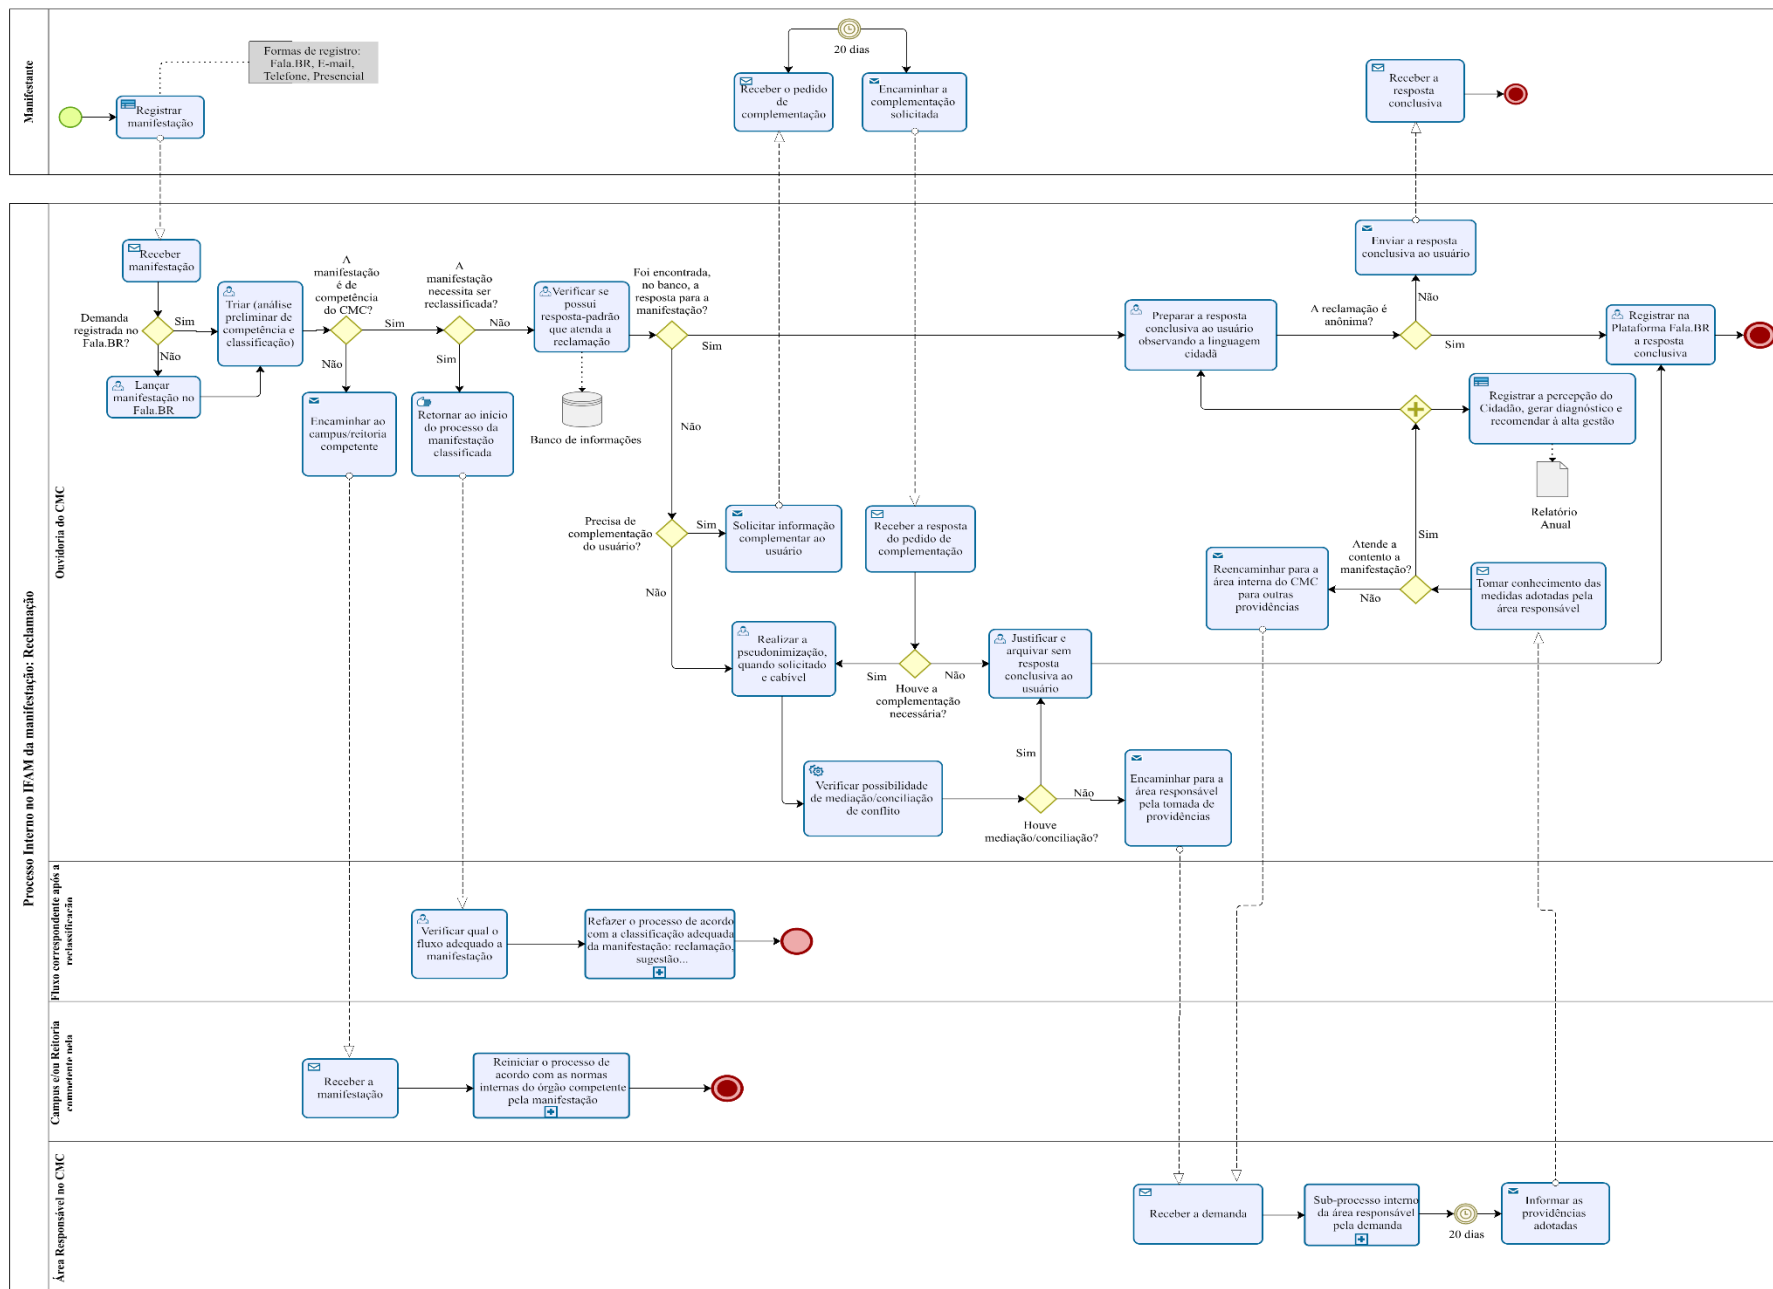 Manifestante
Formas de registro:
Fala.BR, E-mail,
Telefone, Presencial
Registrar
manifestação
20 dias
Receber o pedido
de
complementação
Encaminhar a
complementação
solicitada
Receber a
resposta
conclusiva
Processo Interno no IFAM da manifestação: Reclamação
Ouvidoria do CMC
Receber
manifestação
Demanda
registrada no
Fala.BR?
Sim
Não
Lançar
manifestação no
Fala.BR
Triar (análise
preliminar de
competência e
classificação)
A
manifestação
é de
competência
do CMC?
Sim
Não
Encaminhar ao
campus/reitoria
competente
A
manifestação
necessita ser
reclassificada?
Não
Sim
Retornar ao início
do processo da
manifestação
classificada
Verificar se
possui
resposta-padrão
que atenda a
reclamação
Banco de informações
Foi encontrada,
no banco, a
resposta para a
manifestação?
Sim
Não
Precisa de
complementação
do usuário?
Sim
Não
Solicitar informação
complementar ao
usuário
Receber a resposta
do pedido de
complementação
Realizar a
pseudonimização,
quando solicitado
e cabível
Sim
Não
Houve a
complementação
necessária?
Justificar e
arquivar sem
resposta
conclusiva ao
usuário
Verificar possibilidade
de mediação/conciliação
de conflito
Sim
Não
Houve
mediação/conciliação?
Encaminhar para a
área responsável
pela tomada de
providências
Preparar a resposta
conclusiva ao usuário
observando a linguagem
cidadã
A reclamação é
anônima?
Não
Sim
Enviar a resposta
conclusiva ao usuário
Registrar na
Plataforma Fala.BR
a resposta
conclusiva
Registrar a percepção do
Cidadão, gerar diagnóstico e
recomendar à alta gestão
Relatório
Anual
Sim
Atende a
contento a
manifestação?
Não
Reencaminhar para a
área interna do CMC
para outras
providências
Tomar conhecimento das
medidas adotadas pela
área responsável
Fluxo correspondente após a
reclassificação
Verificar qual o
fluxo adequado a
manifestação
Refazer o processo de acordo
com a classificação adequada
da manifestação: reclamação,
sugestão...
Campus e/ou Reitoria
competente pela
Receber a
manifestação
Reiniciar o processo de
acordo com as normas
internas do órgão competente
pela manifestação
Área Responsável no CMC
Receber a demanda
Sub-processo interno
da área responsável
pela demanda
20 dias
Informar as
providências
adotadas